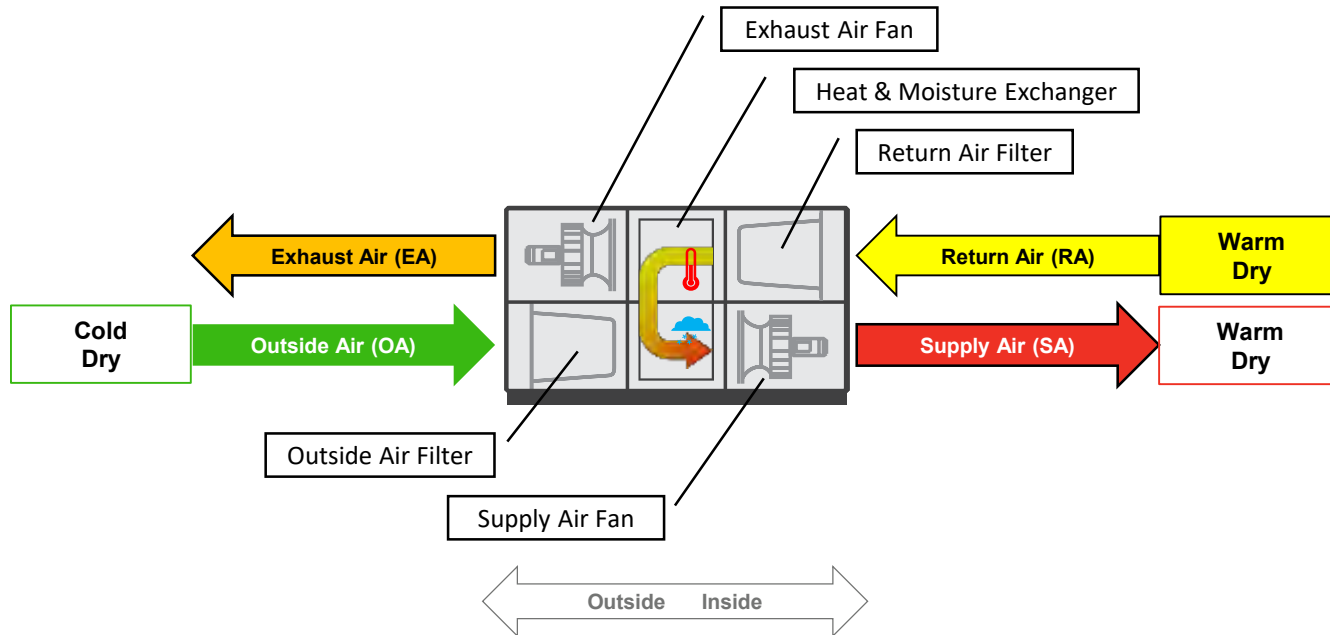 Exhaust Air Fan
Heat & Moisture Exchanger
Return Air Filter
Exhaust Air (EA)
Return Air (RA)
Warm
Dry
Cold
Dry
Outside Air (OA)
Supply Air (SA)
Warm
Dry
Outside Air Filter
Supply Air Fan
Outside Inside